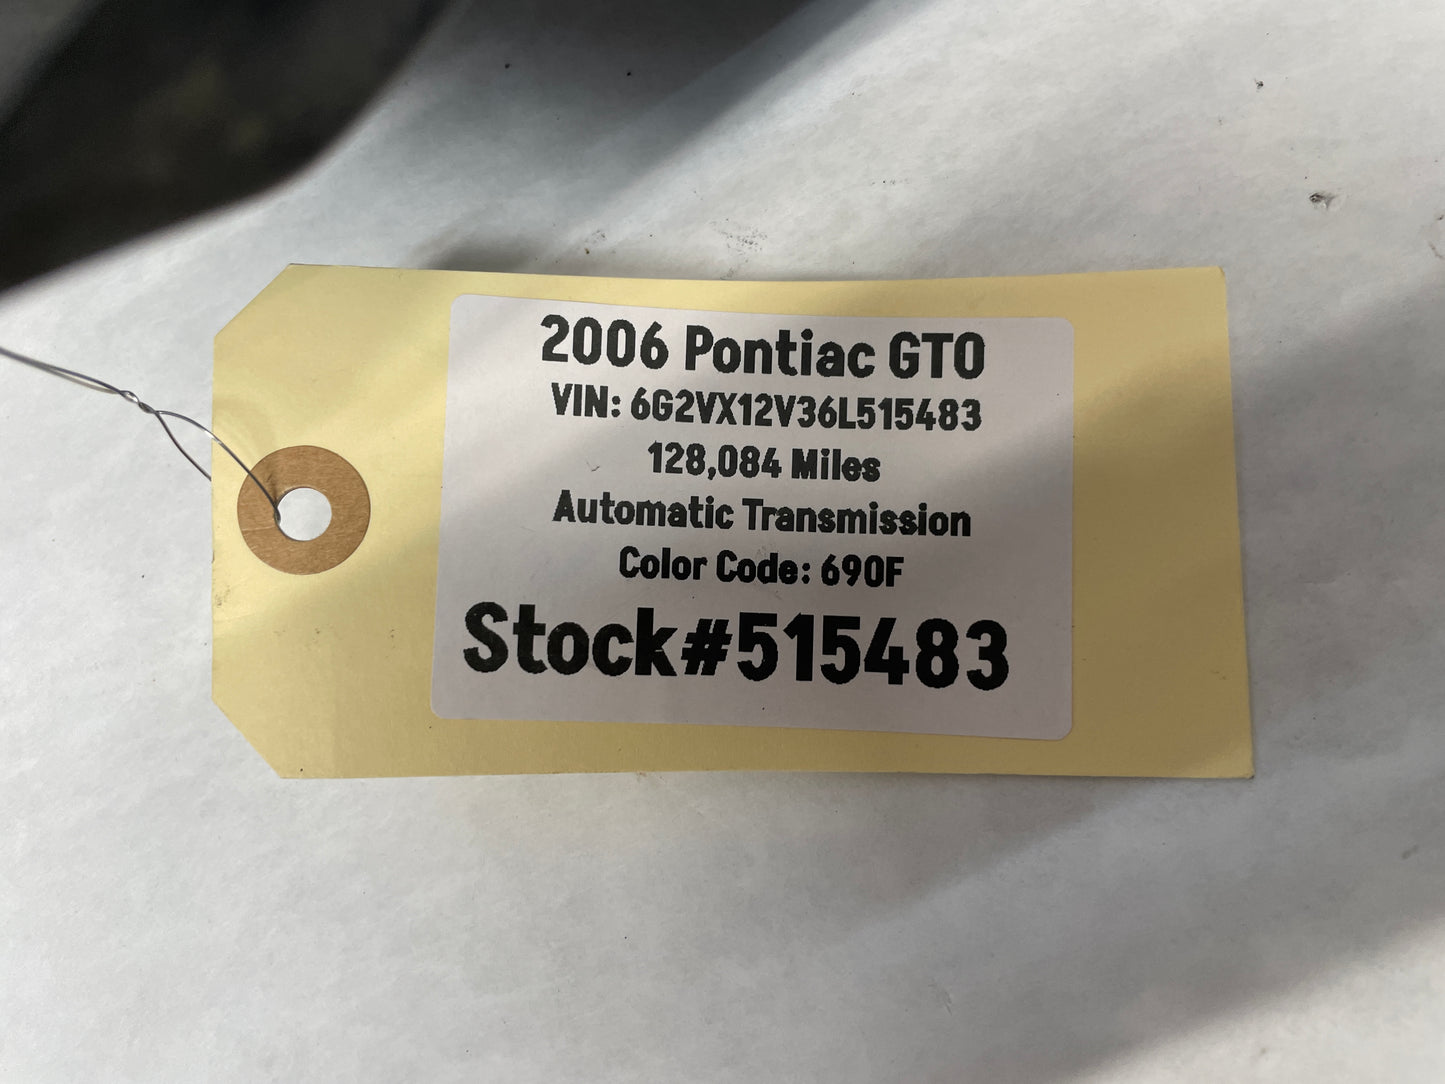 2006 Pontiac GTO
VIN: 6G2VX12V36L515483
128,084 Miles
Automatic Transmission
Color Code: 690F
Stock#515483